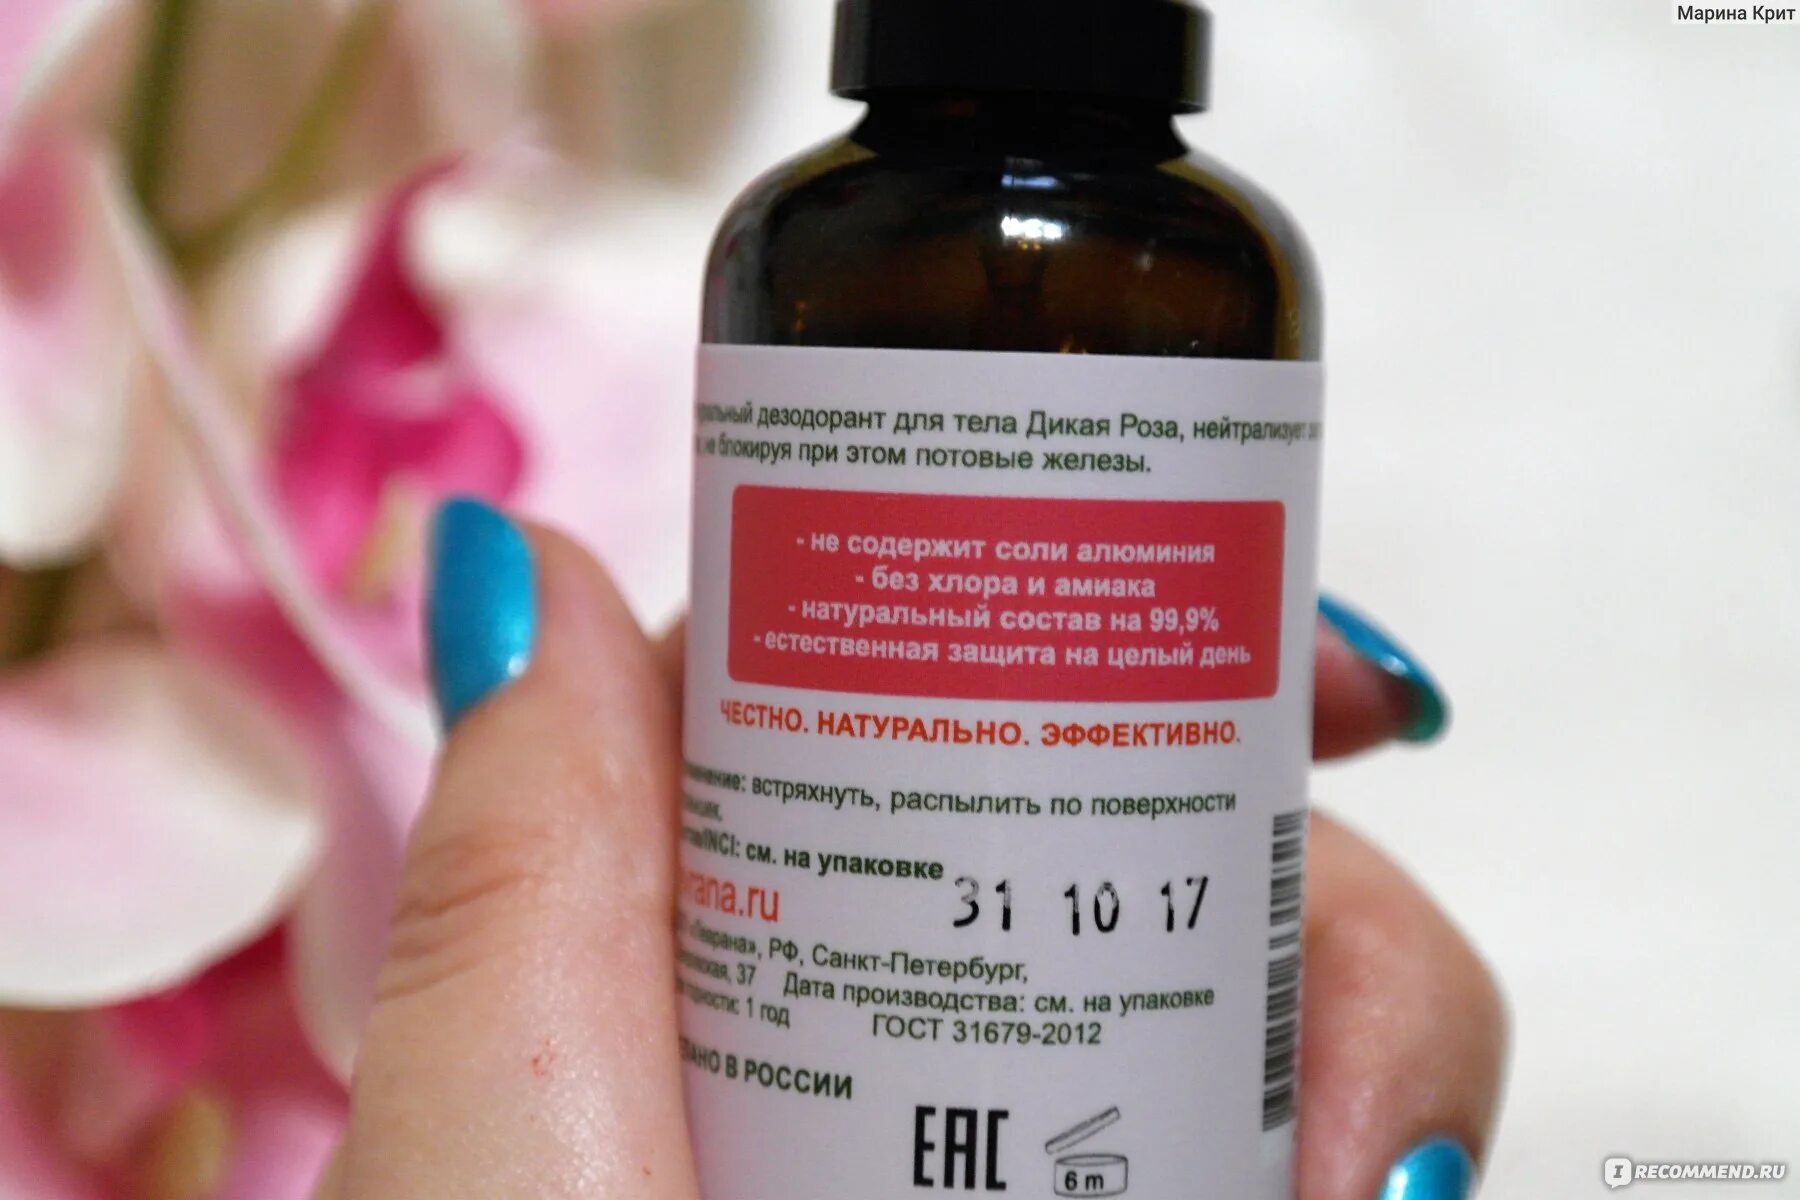 Марина Крит
дезодорант для тела Дикая Роза, нейтрализует
не блокируя при этом потовые железы.
- не содержит соли алюминия
- без хлора и амиака
- натуральный состав на 99,9%
- естественная защита на целый день
ЧЕСТНО. НАТУРАЛЬНО. ЭФФЕКТИВНО.
встряхнуть, распылить по поверхности
INCI: см. на упаковке
31 10 17
rana.ru
РФ, Санкт-Петербург,
37 Дата производства: см. на упаковке
1 год ГОСТ 31679-2012
В РОССИИ
EAC
6 m
IRECOMMEND.RU